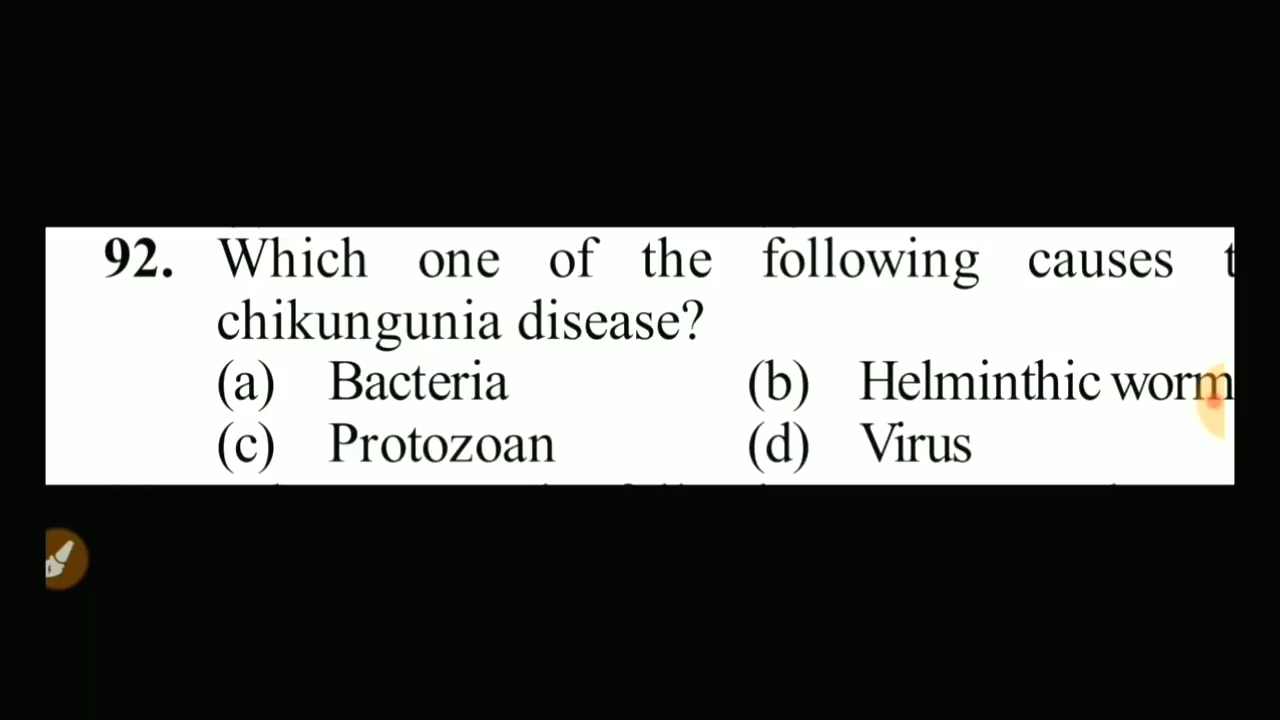 92. Which one of the following causes
chikungunia disease?
(a) Bacteria (b) Helminthic worm
(c) Protozoan (d) Virus